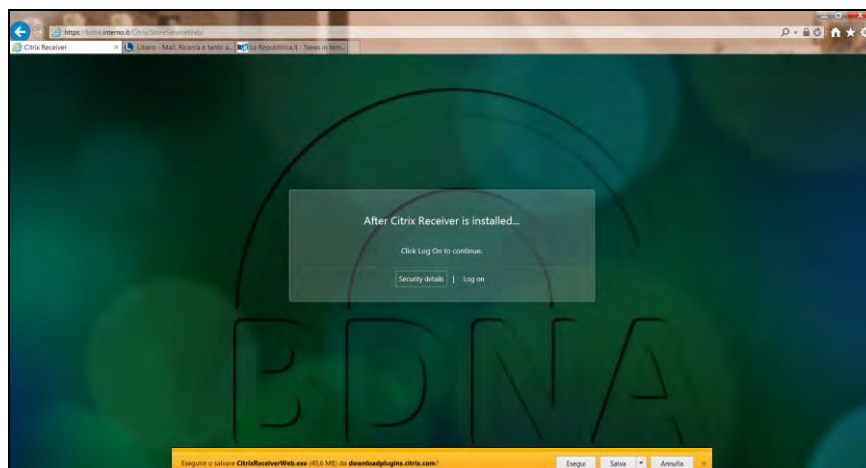 https://bdna.interno.it/Citrix/StoreServiceWeb/
Citrix Receiver
Libero - Mail, Ricerca e tanto a...
La Repubblica.it - News in tem...
After Citrix Receiver is installed...
Click Log On to continue.
Security details | Log on
BDNA
Eseguire o salvare CitrixReceiverWeb.exe (45,6 MB) da downloadplugins.citrix.com?
Esegui Salva Annulla